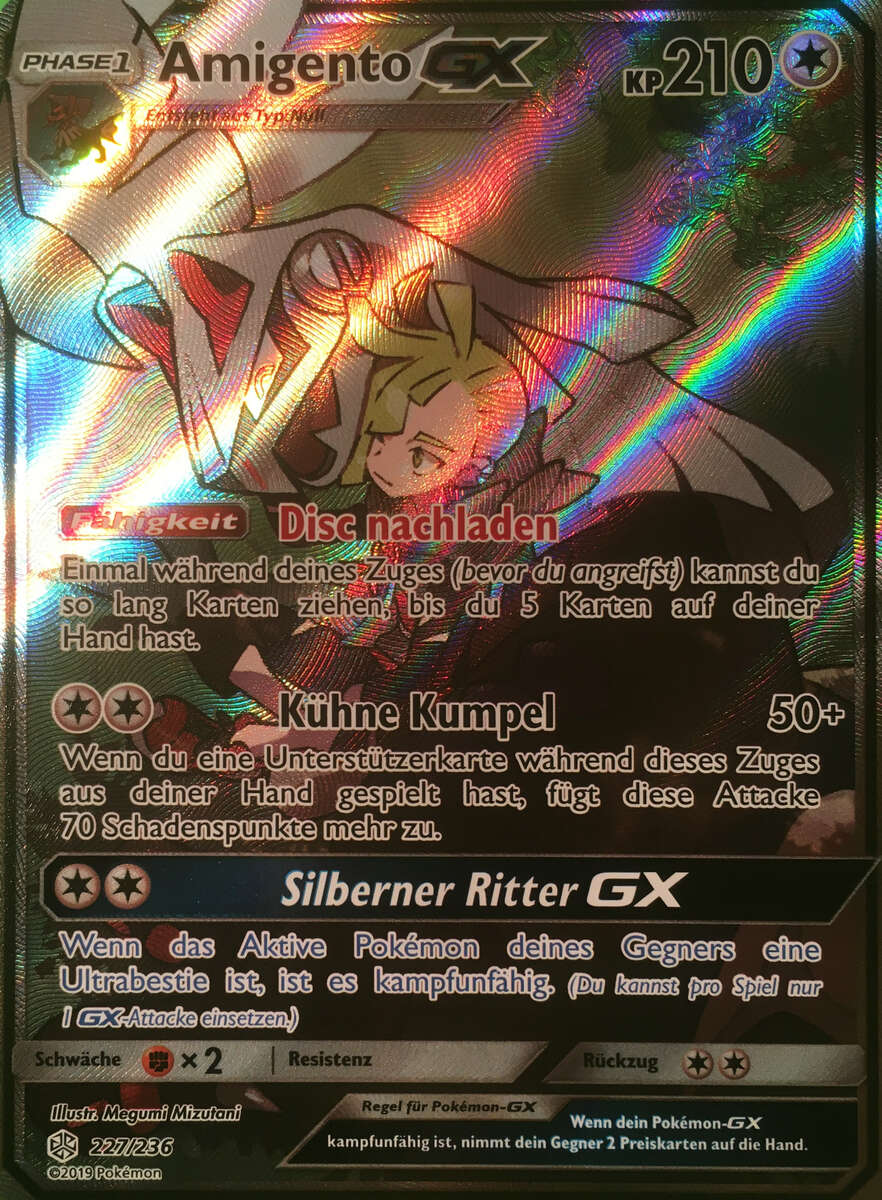 PHASE 1 Amigento GX KP 210
Entsteht aus Typ:Null
Fähigkeit Disc nachladen
Einmal während deines Zuges (bevor du angreifst) kannst du
so lang Karten ziehen, bis du 5 Karten auf deiner
Hand hast.
Kühne Kumpel 50+
Wenn du eine Unterstützerkarte während dieses Zuges
aus deiner Hand gespielt hast, fügt diese Attacke
70 Schadenspunkte mehr zu.
Silberner Ritter GX
Wenn das Aktive Pokémon deines Gegners eine
Ultrabestie ist, ist es kampfunfähig. (Du kannst pro Spiel nur
1 GX-Attacke einsetzen.)
Schwäche × 2 Resistenz Rückzug
Illustr. Megumi Mizutani
227/236
©2019 Pokémon
Regel für Pokémon-GX
Wenn dein Pokémon-GX
kampfunfähig ist, nimmt dein Gegner 2 Preiskarten auf die Hand.